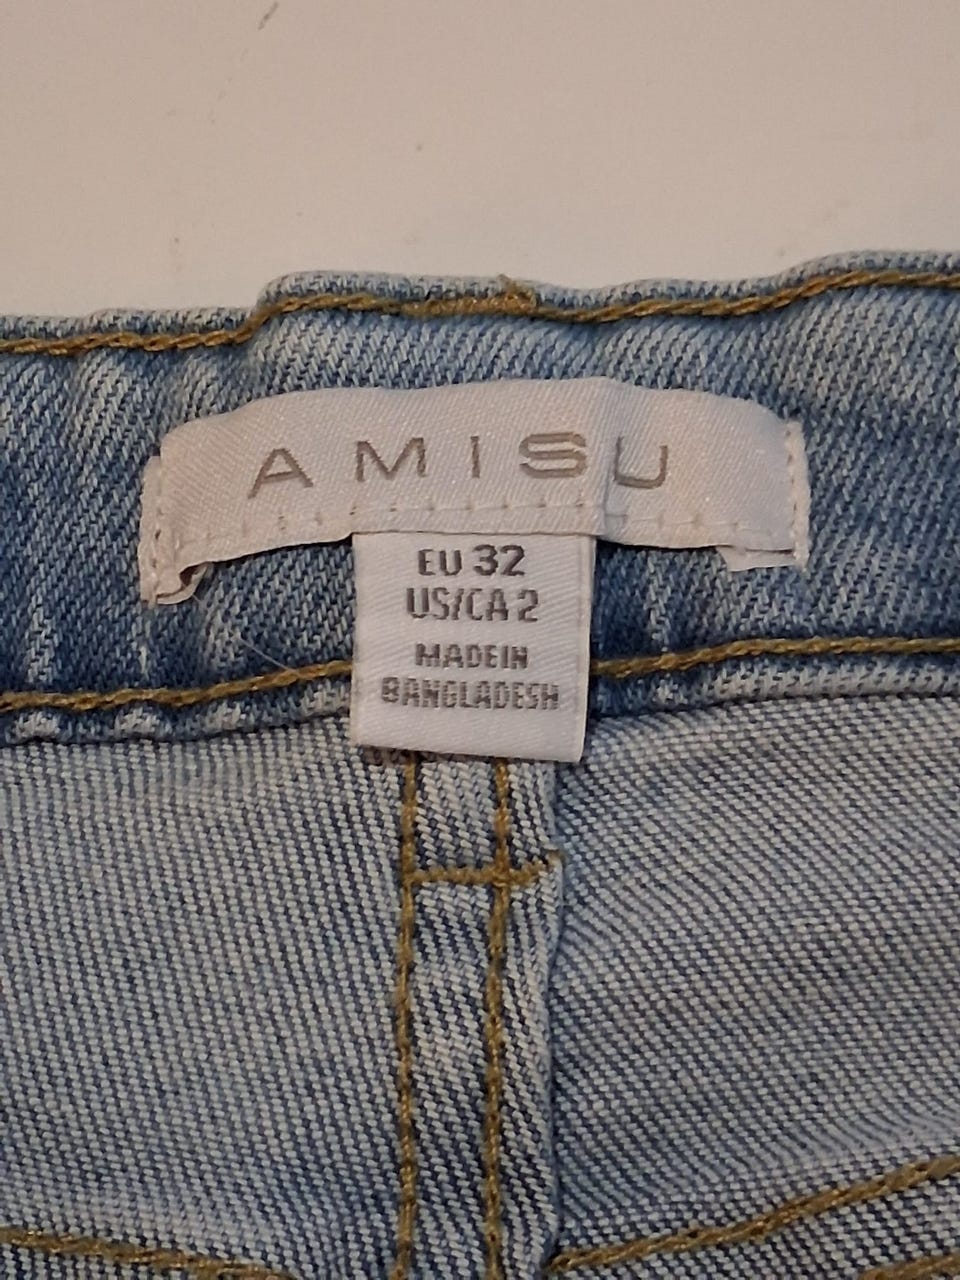 AMISU
EU 32
US/CA 2
MADE IN
BANGLADESH